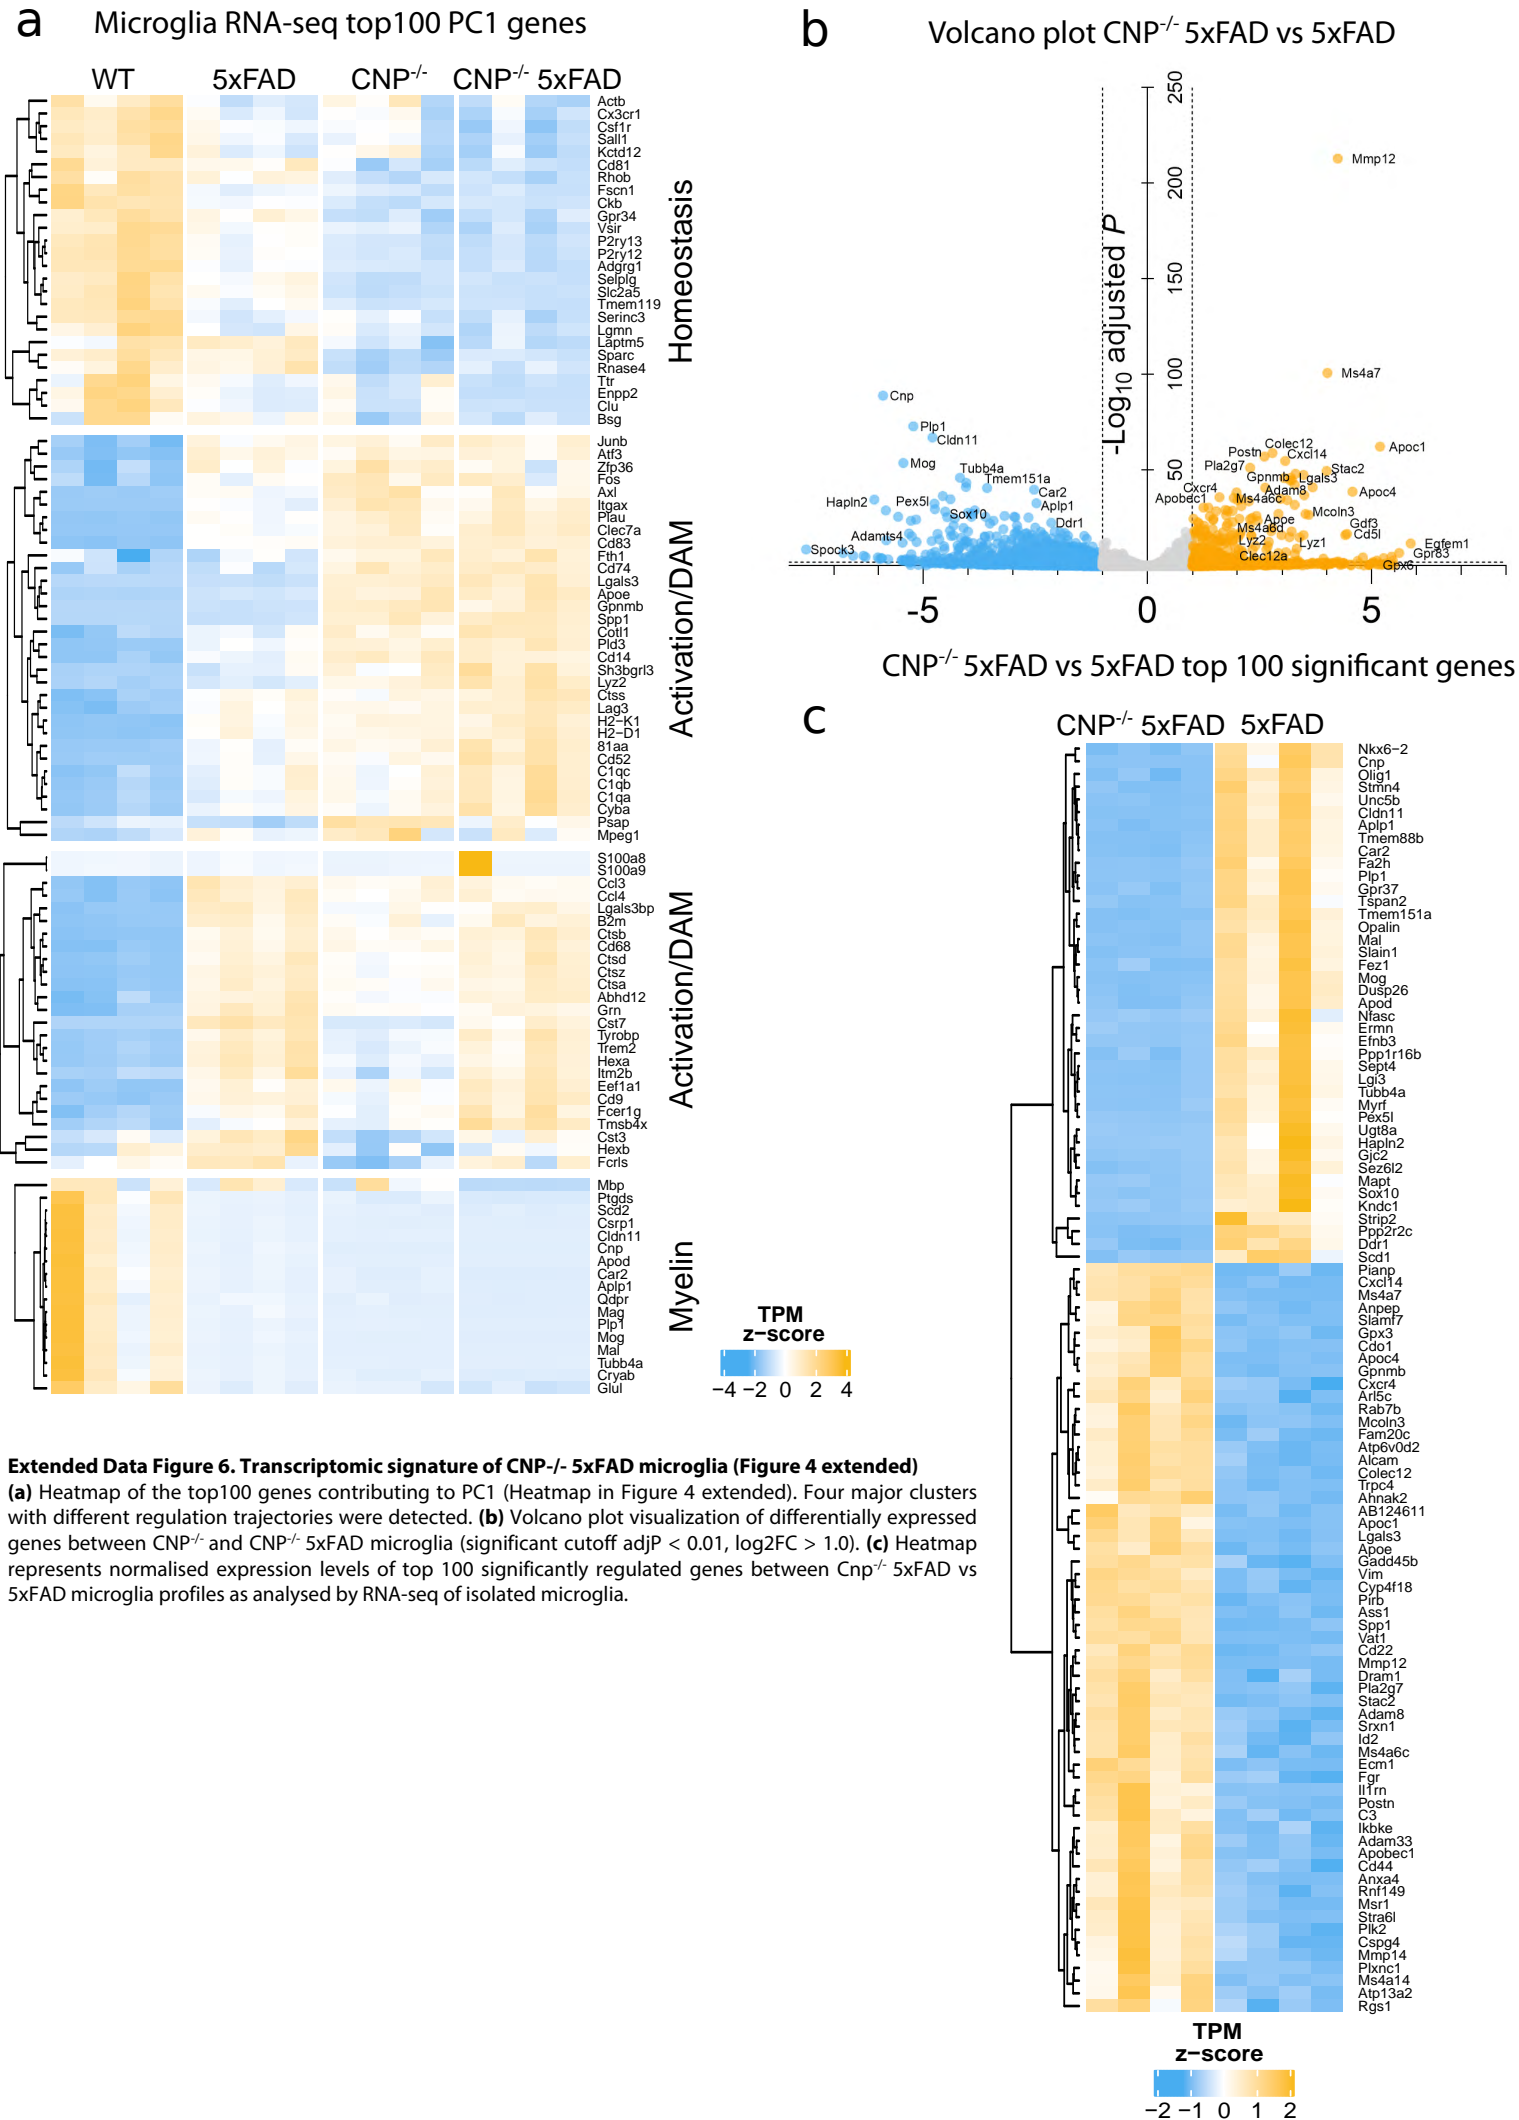 a
Microglia RNA-seq top100 PC1 genes
WT 5xFAD CNP-/- CNP-/- 5xFAD
Actb
Cx3cr1
Csf1r
Sall1
Kctd12
Cd81
Rhob
Fscn1
Ckb
Gpr34
Vsir
P2ry13
P2ry12
Adgrg1
Selplg
Slc2a5
Tmem119
Serinc3
Lgmn
Laptm5
Sparc
Rnase4
Ttr
Enpp2
Clu
Bsg
Homeostasis
Junb
Atf3
Zfp36
Fos
Axl
Itgax
Plau
Clec7a
Cd83
Fth1
Cd74
Lgals3
Apoe
Gpnmb
Spp1
Cotl1
Pld3
Cd14
Sh3bgrl3
Lyz2
Ctss
Lag3
H2−K1
H2−D1
81aa
Cd52
C1qc
C1qb
C1qa
Cyba
Psap
Mpeg1
Activation/DAM
S100a8
S100a9
Ccl3
Ccl4
Lgals3bp
B2m
Ctsb
Cd68
Ctsd
Ctsz
Ctsa
Abhd12
Grn
Cst7
Tyrobp
Trem2
Hexa
Itm2b
Eef1a1
Cd9
Fcer1g
Tmsb4x
Cst3
Hexb
Fcrls
Activation/DAM
Mbp
Ptgds
Scd2
Csrp1
Cldn11
Cnp
Apod
Car2
Aplp1
Qdpr
Mag
Plp1
Mog
Mal
Tubb4a
Cryab
Glul
Myelin
TPM
z−score
−4 −2 0 2 4
b
Volcano plot CNP-/- 5xFAD vs 5xFAD
-Log10 adjusted P
250
200
150
100
50
Mmp12
Ms4a7
Cnp
Plp1
Cldn11
Mog
Tubb4a
Tmem151a
Hapln2
Pex5l
Sox10
Car2
Aplp1
Ddr1
Adamts4
Spock3
Apoc1
Colec12
Postn
Cxcl14
Pla2g7
Stac2
Gpnmb
Lgals3
Cxcr4
Adam8
Apoc4
Apobec1
Ms4a6c
Mcoln3
Apoe
Gdf3
Ms4a6d
Cd5l
Lyz2
Lyz1
Egfem1
Clec12a
Gpr83
Gpx6
-5 0 5
CNP-/- 5xFAD vs 5xFAD top 100 significant genes
c
CNP-/- 5xFAD 5xFAD
Nkx6−2
Cnp
Olig1
Stmn4
Unc5b
Cldn11
Aplp1
Tmem88b
Car2
Fa2h
Plp1
Gpr37
Tspan2
Tmem151a
Opalin
Mal
Slain1
Fez1
Mog
Dusp26
Apod
Nfasc
Ermn
Efnb3
Ppp1r16b
Sept4
Lgi3
Tubb4a
Myrf
Pex5l
Ugt8a
Hapln2
Gjc2
Sez6l2
Mapt
Sox10
Kndc1
Strip2
Ppp2r2c
Ddr1
Scd1
Pianp
Cxcl14
Ms4a7
Anpep
Slamf7
Gpx3
Cdo1
Apoc4
Gpnmb
Cxcr4
Arl5c
Rab7b
Mcoln3
Fam20c
Atp6v0d2
Alcam
Colec12
Trpc4
Ahnak2
AB124611
Apoc1
Lgals3
Apoe
Gadd45b
Vim
Cyp4f18
Pirb
Ass1
Spp1
Vat1
Cd22
Mmp12
Dram1
Pla2g7
Stac2
Adam8
Srxn1
Id2
Ms4a6c
Ecm1
Fgr
Il1rn
Postn
C3
Ikbke
Adam33
Apobec1
Cd44
Anxa4
Rnf149
Msr1
Stra6l
Plk2
Cspg4
Mmp14
Plxnc1
Ms4a14
Atp13a2
Rgs1
TPM
z−score
−2 −1 0 1 2
Extended Data Figure 6. Transcriptomic signature of CNP-/- 5xFAD microglia (Figure 4 extended)
(a) Heatmap of the top100 genes contributing to PC1 (Heatmap in Figure 4 extended). Four major clusters
with different regulation trajectories were detected. (b) Volcano plot visualization of differentially expressed
genes between CNP-/- and CNP-/- 5xFAD microglia (significant cutoff adjP < 0.01, log2FC > 1.0). (c) Heatmap
represents normalised expression levels of top 100 significantly regulated genes between Cnp-/- 5xFAD vs
5xFAD microglia profiles as analysed by RNA-seq of isolated microglia.